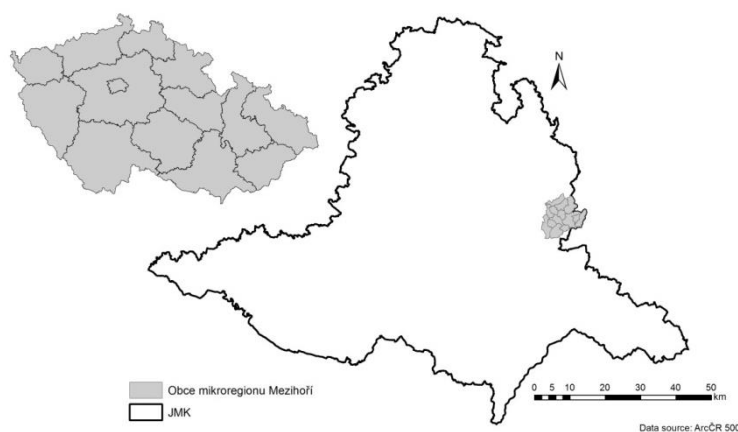 N
Obce mikroregionu Mezihoří
JMK
0 5 10 20 30 40 50
km
Data source: ArcČR 500